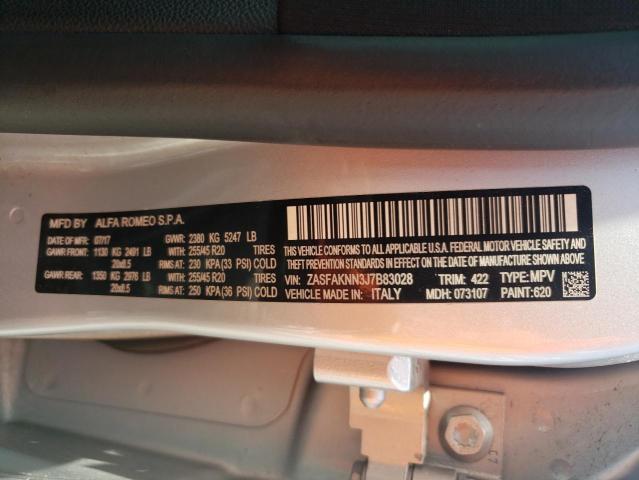 MFD BY ALFA ROMEO S.P.A.
DATE OF MFR: 07/17 GVWR: 2380 KG 5247 LB
GAWR FRONT: 1130 KG 2491 LB WITH: 255/45 R20 TIRES
20x8.5 RIMS AT: 230 KPA (33 PSI) COLD
GAWR REAR: 1350 KG 2976 LB WITH: 255/45 R20 TIRES
20x8.5 RIMS AT: 250 KPA (36 PSI) COLD
THIS VEHICLE CONFORMS TO ALL APPLICABLE U.S.A. FEDERAL MOTOR VEHICLE SAFETY AND
THEFT PREVENTION STANDARDS IN EFFECT ON THE DATE OF MANUFACTURE SHOWN ABOVE
VIN: ZASFAKNN3J7B83028 TRIM: 422 TYPE: MPV
VEHICLE MADE IN: ITALY MDH: 073107 PAINT: 620